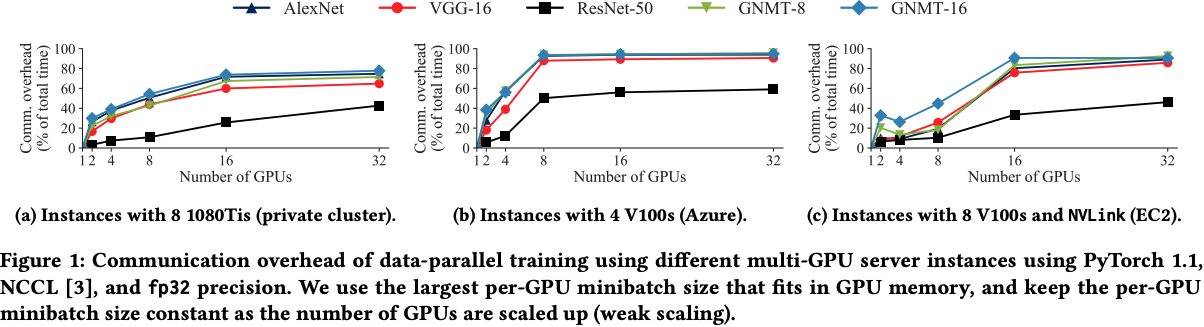 AlexNet VGG-16 ResNet-50 GNMT-8 GNMT-16
Comm. overhead
(% of total time)
100
80
60
40
20
0
1 2 4 8 16 32
Number of GPUs
(a) Instances with 8 1080Tis (private cluster).
Comm. overhead
(% of total time)
100
80
60
40
20
0
1 2 4 8 16 32
Number of GPUs
(b) Instances with 4 V100s (Azure).
Comm. overhead
(% of total time)
100
80
60
40
20
0
1 2 4 8 16 32
Number of GPUs
(c) Instances with 8 V100s and NVLink (EC2).
Figure 1: Communication overhead of data-parallel training using different multi-GPU server instances using PyTorch 1.1,
NCCL [3], and fp32 precision. We use the largest per-GPU minibatch size that fits in GPU memory, and keep the per-GPU
minibatch size constant as the number of GPUs are scaled up (weak scaling).